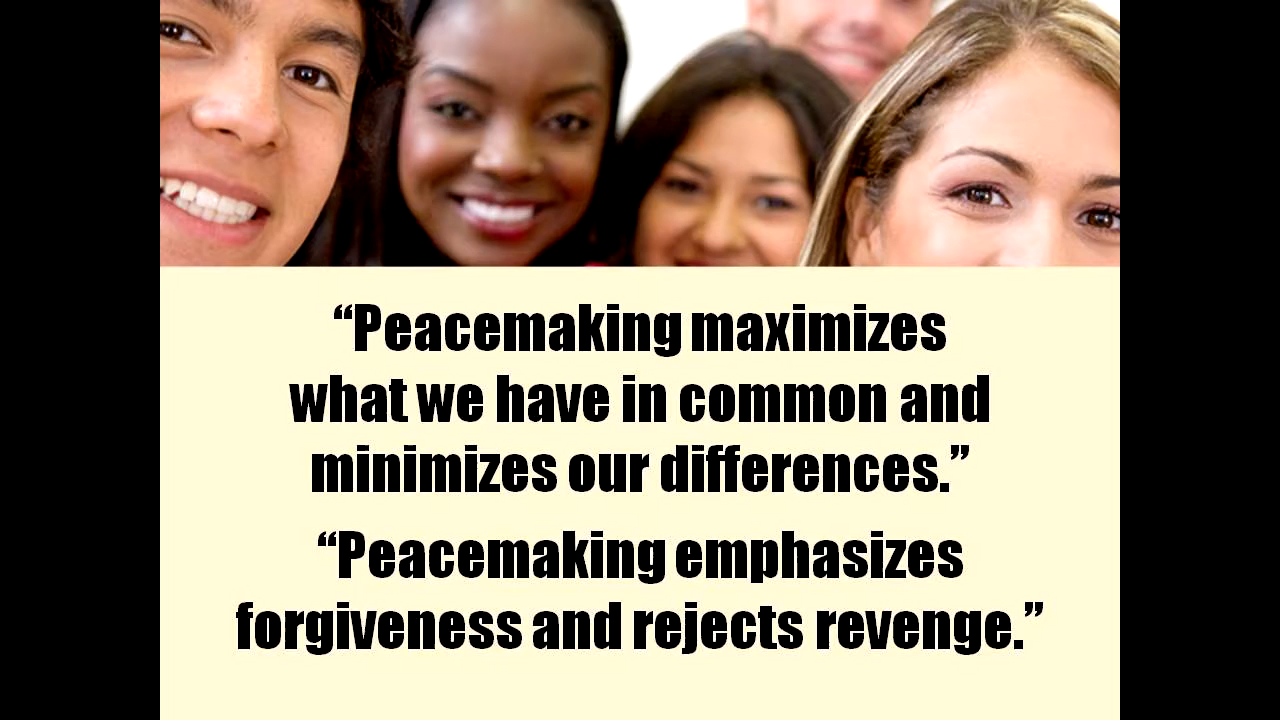 “Peacemaking maximizes
what we have in common and
minimizes our differences.”
“Peacemaking emphasizes
forgiveness and rejects revenge.”